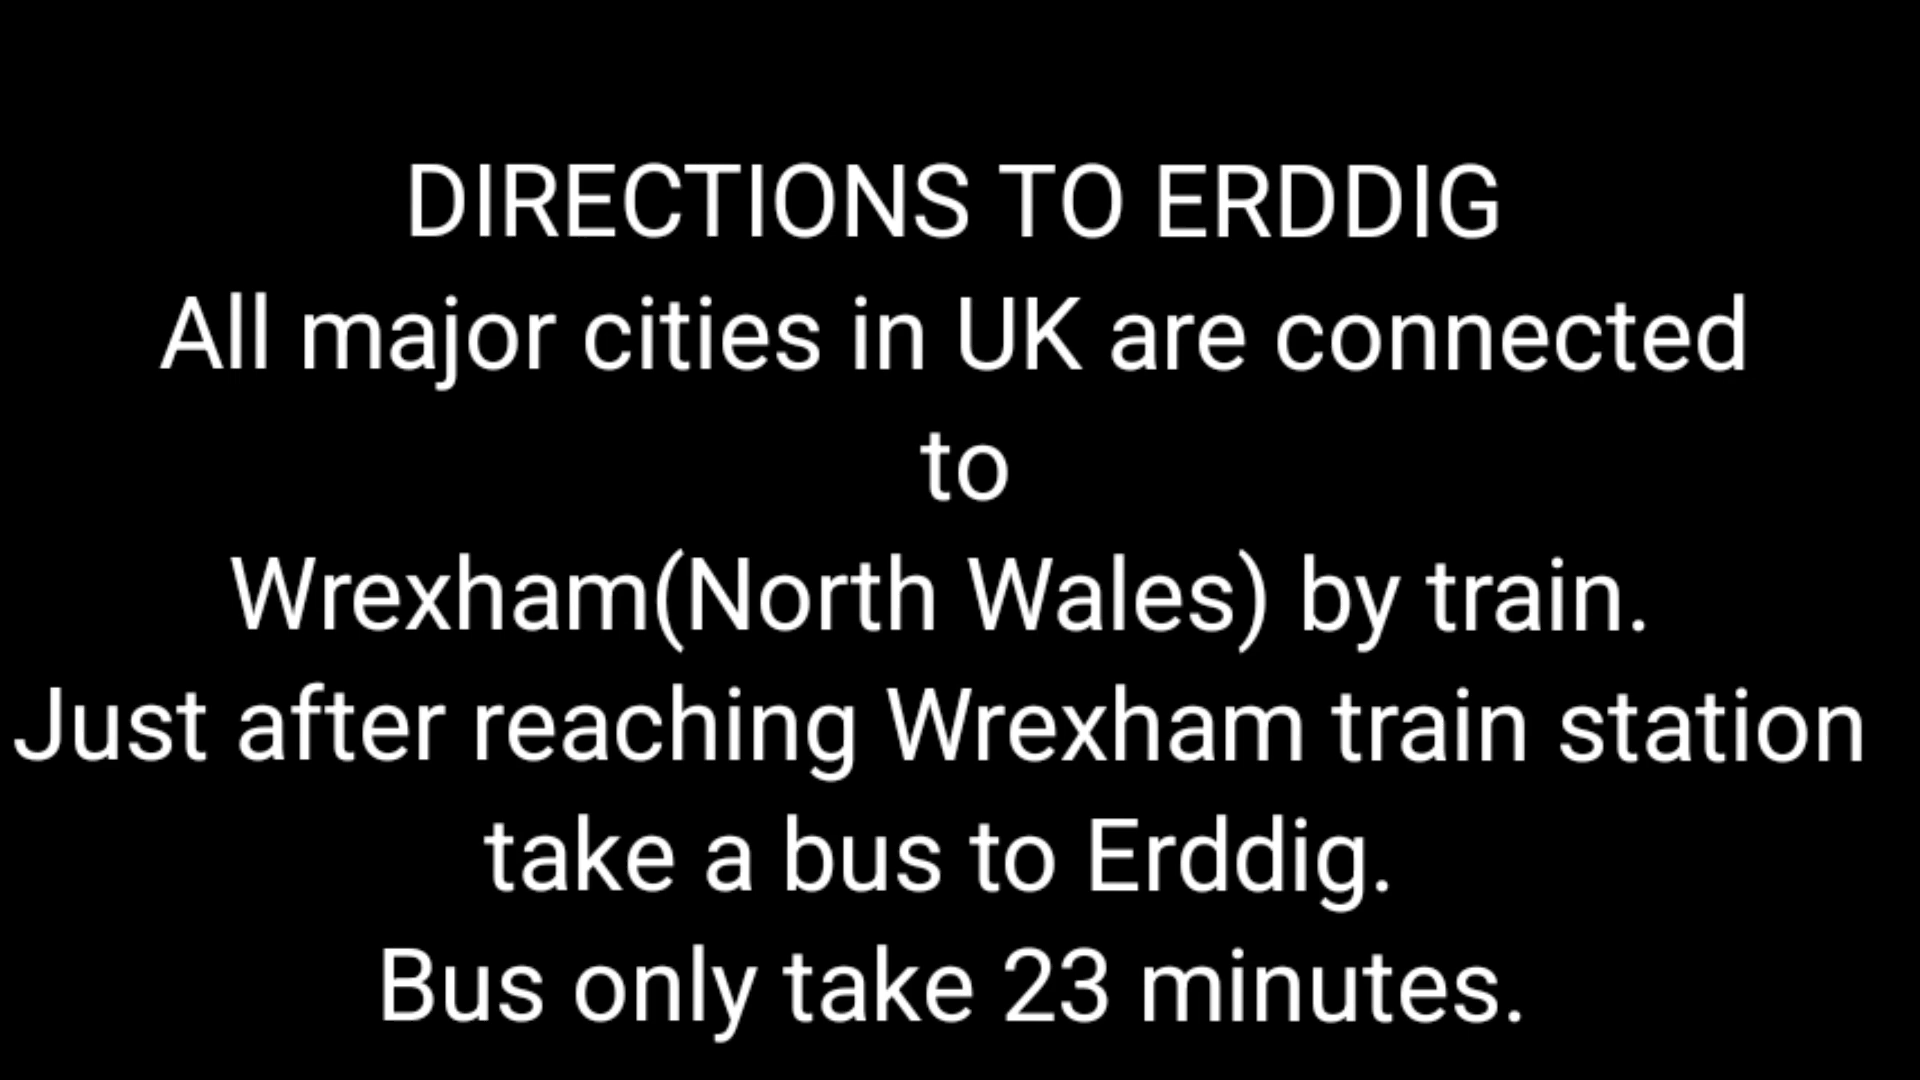 DIRECTIONS TO ERDDIG
All major cities in UK are connected
to
Wrexham(North Wales) by train.
Just after reaching Wrexham train station
take a bus to Erddig.
Bus only take 23 minutes.